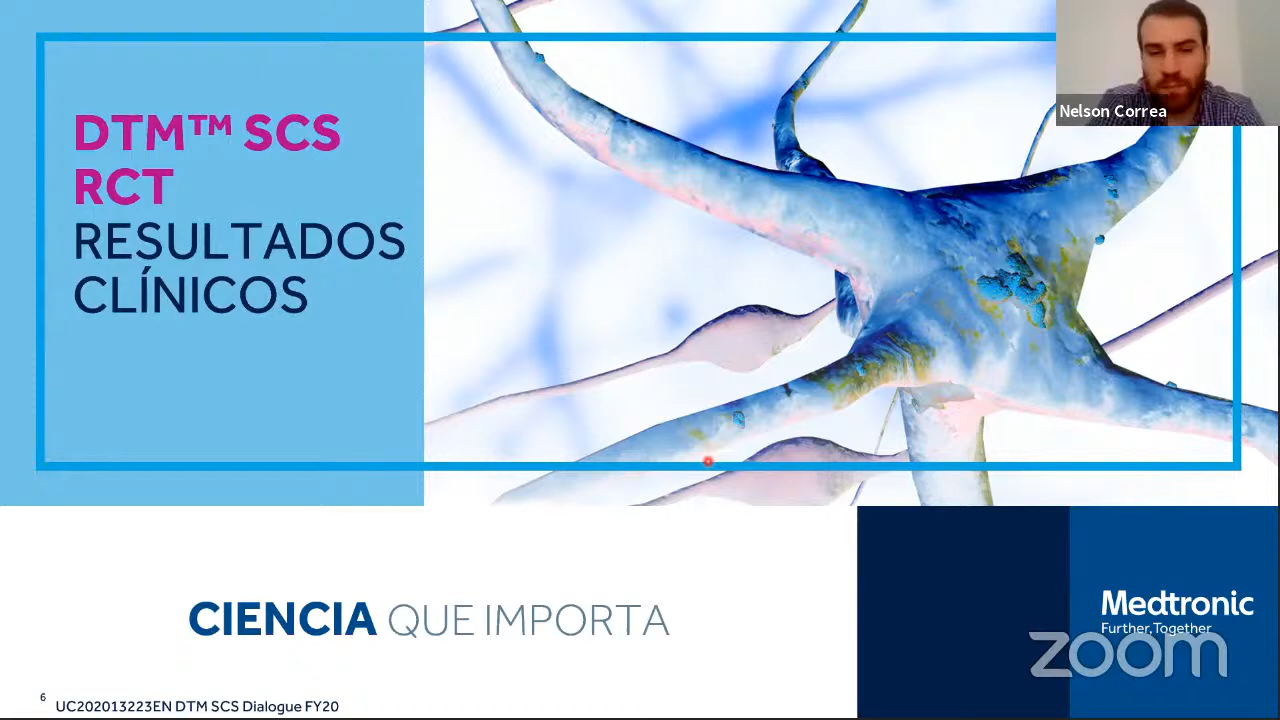 DTM™ SCS
RCT
RESULTADOS
CLÍNICOS
Nelson Correa
CIENCIA QUE IMPORTA
Medtronic
Further, Together
zoom
6
UC202013223EN DTM SCS Dialogue FY20